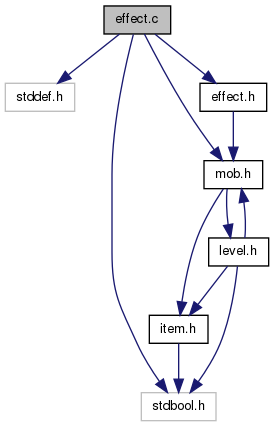 effect.c
stddef.h
effect.h
mob.h
level.h
item.h
stdbool.h